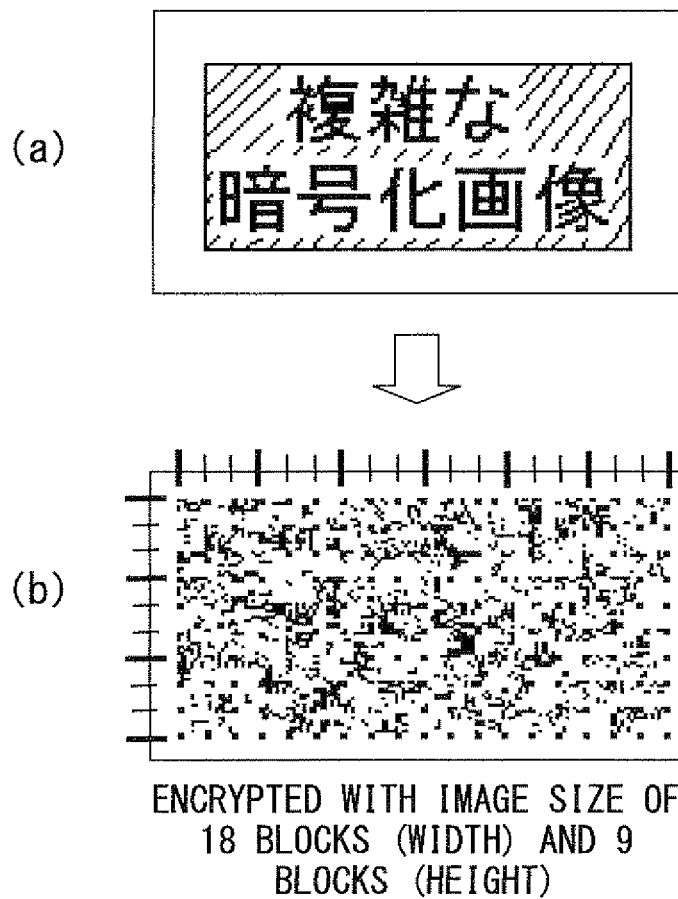 (a)
複雑な
暗号化画像
(b)
ENCRYPTED WITH IMAGE SIZE OF
18 BLOCKS (WIDTH) AND 9
BLOCKS (HEIGHT)